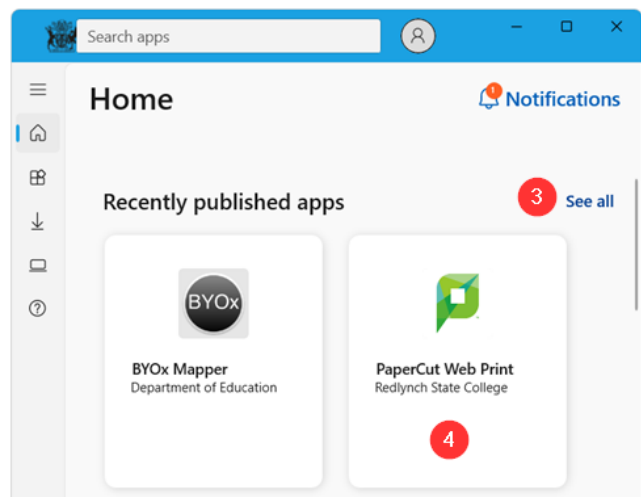 Search apps
Home
1
Notifications
Recently published apps
3
See all
BYOx
BYOx Mapper
Department of Education
PaperCut Web Print
Redlynch State College
4